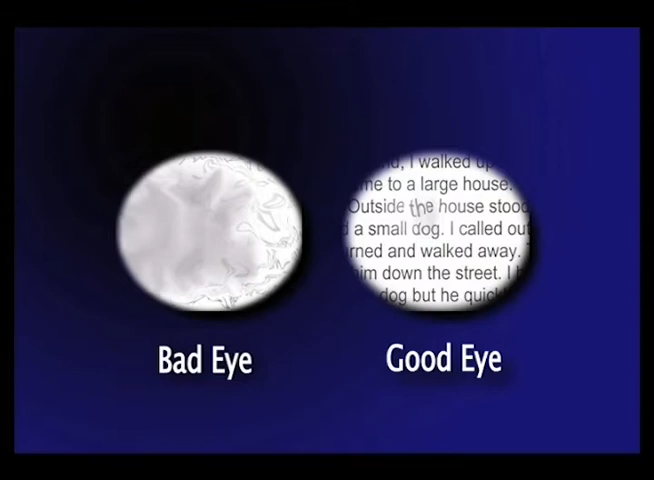 I walked up
me to a large house.
Outside the house stood
a small dog. I called out
rned and walked away.
him down the street. I h
dog but he quick
Bad Eye
Good Eye